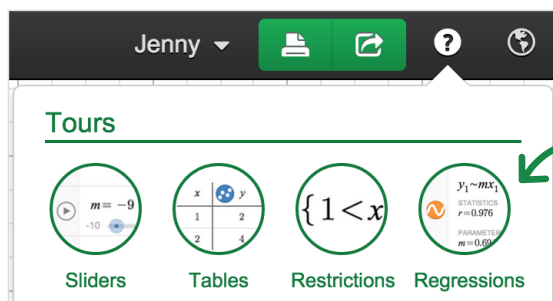 Jenny
?
Tours
m = −9
-10
x y
1 2
2 4
{ 1 < x
y₁~mx₁
STATISTICS
r = 0.976
PARAMETER
m = 0.69
Sliders Tables Restrictions Regressions